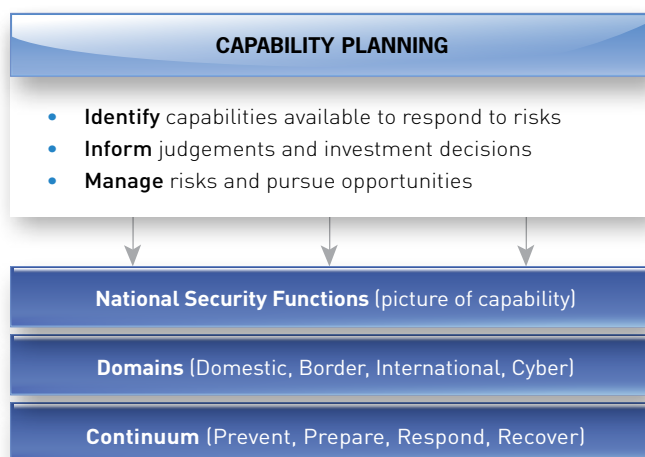 CAPABILITY PLANNING
• Identify capabilities available to respond to risks
• Inform judgements and investment decisions
• Manage risks and pursue opportunities
National Security Functions (picture of capability)
Domains (Domestic, Border, International, Cyber)
Continuum (Prevent, Prepare, Respond, Recover)